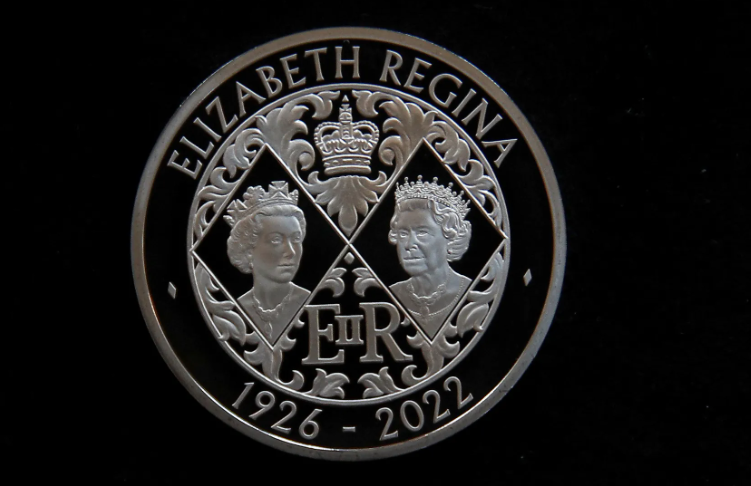 ELIZABETH REGINA
EIIR
1926 - 2022